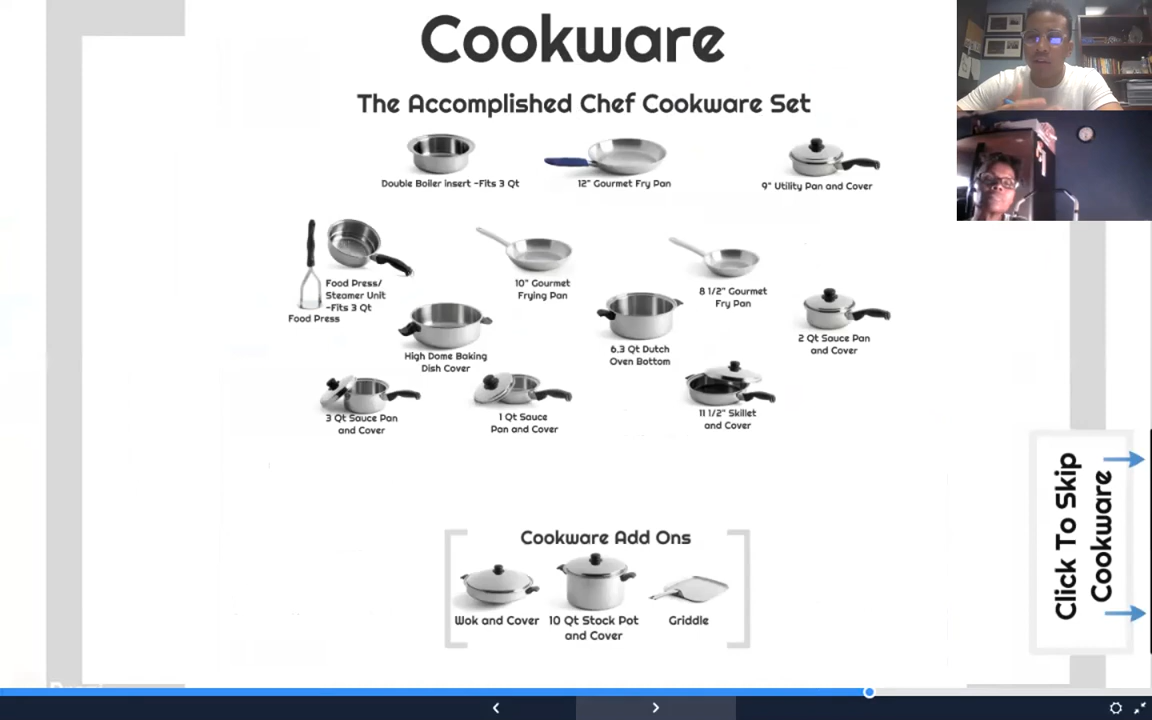 Cookware
The Accomplished Chef Cookware Set
Double Boiler insert -Fits 3 Qt
12" Gourmet Fry Pan
9" Utility Pan and Cover
Food Press/
Steamer Unit
-Fits 3 Qt
Food Press
10" Gourmet
Frying Pan
8 1/2" Gourmet
Fry Pan
High Dome Baking
Dish Cover
6.3 Qt Dutch
Oven Bottom
2 Qt Sauce Pan
and Cover
3 Qt Sauce Pan
and Cover
1 Qt Sauce
Pan and Cover
11 1/2" Skillet
and Cover
Cookware Add Ons
Wok and Cover
10 Qt Stock Pot
and Cover
Griddle
Click To Skip
Cookware